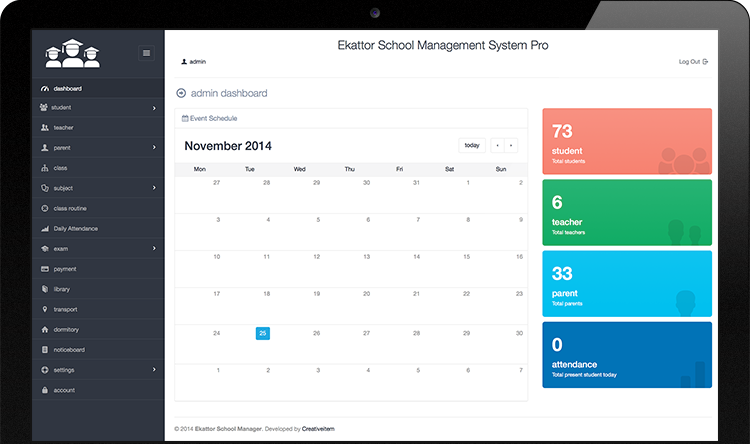 Ekattor School Management System Pro
admin
Log Out
dashboard
student
teacher
parent
class
subject
class routine
Daily Attendance
exam
payment
library
transport
dormitory
noticeboard
settings
account
admin dashboard
Event Schedule
November 2014
today
Mon Tue Wed Thu Fri Sat Sun
27 28 29 30 31 1 2
3 4 5 6 7 8 9
10 11 12 13 14 15 16
17 18 19 20 21 22 23
24 25 26 27 28 29 30
1 2 3 4 5 6 7
73
student
Total students
6
teacher
Total teachers
33
parent
Total parents
0
attendance
Total present student today
© 2014 Ekattor School Manager. Developed by Creativeitem